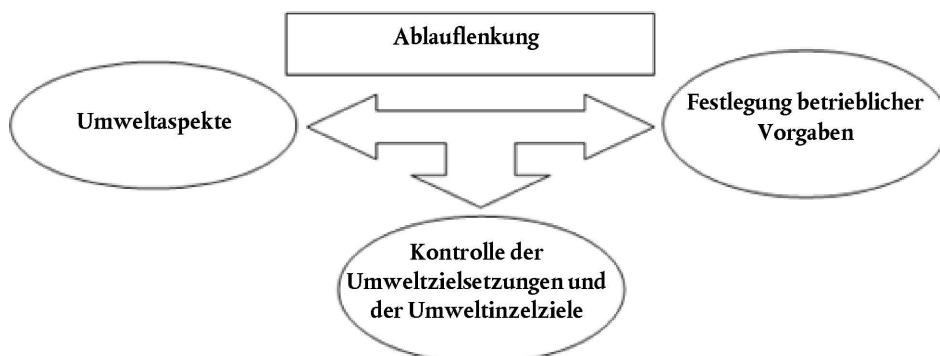 Ablauflenkung
Umweltaspekte
Festlegung betrieblicher
Vorgaben
Kontrolle der
Umweltzielsetzungen und
der Umweltinzelziele